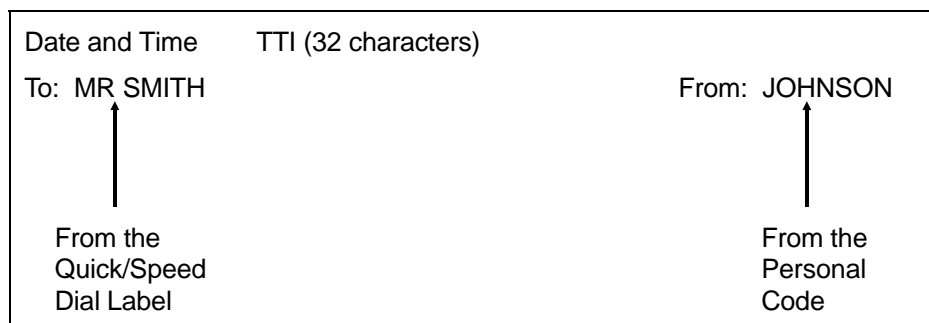 Date and Time TTI (32 characters)
To: MR SMITH From: JOHNSON
From the
Quick/Speed
Dial Label
From the
Personal
Code